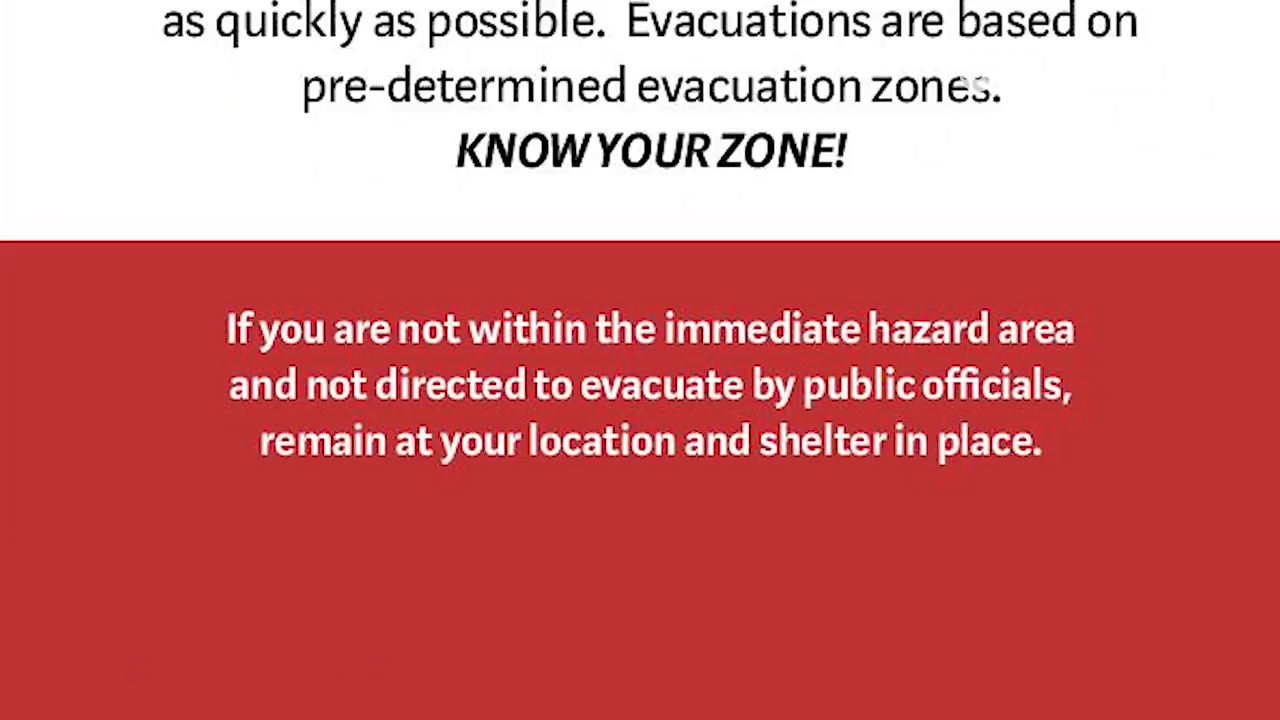 as quickly as possible. Evacuations are based on
pre-determined evacuation zones.
KNOW YOUR ZONE!
If you are not within the immediate hazard area
and not directed to evacuate by public officials,
remain at your location and shelter in place.